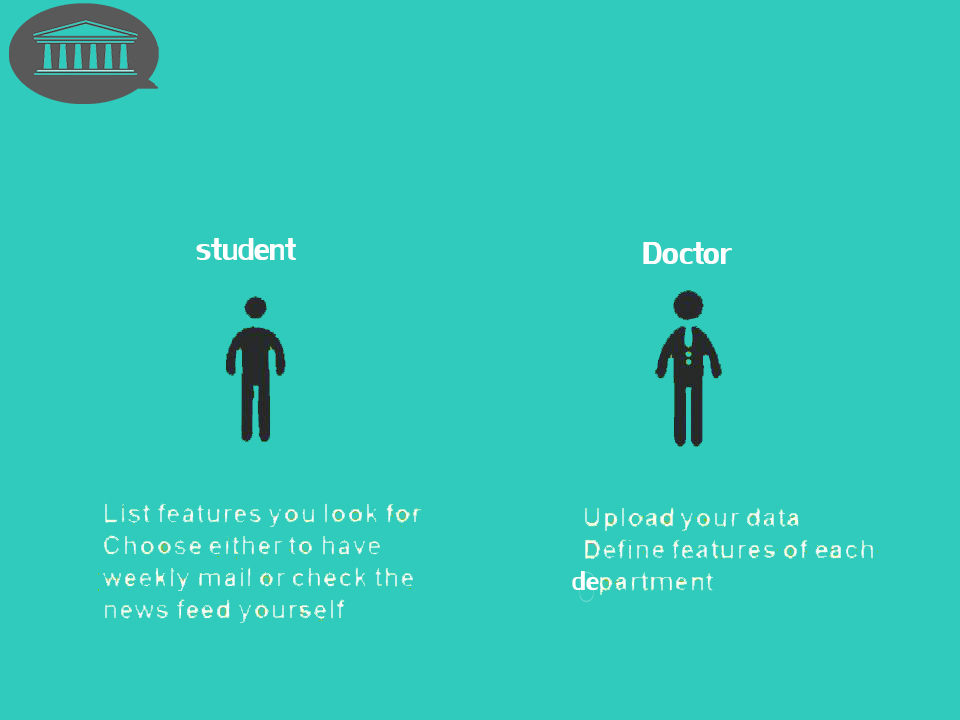 student
List features you look for
Choose either to have
weekly mail or check the
news feed yourself
Doctor
Upload your data
Define features of each
department